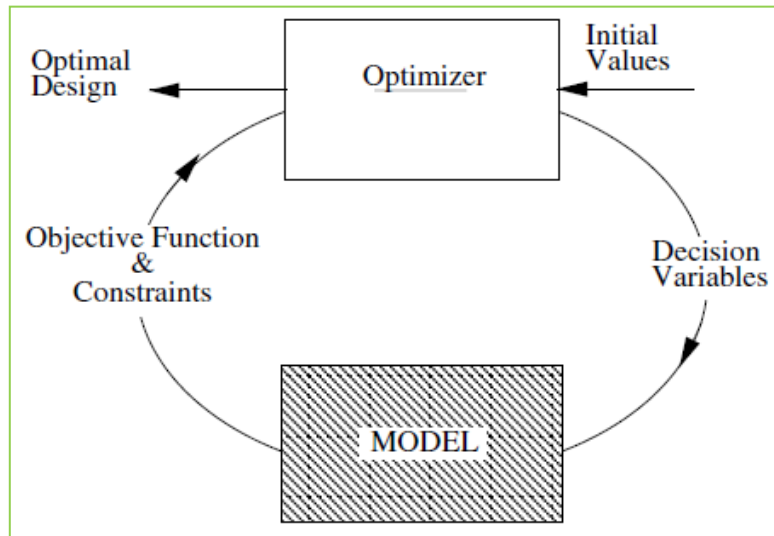 Optimal
Design
Optimizer
Initial
Values
Objective Function
&
Constraints
Decision
Variables
MODEL